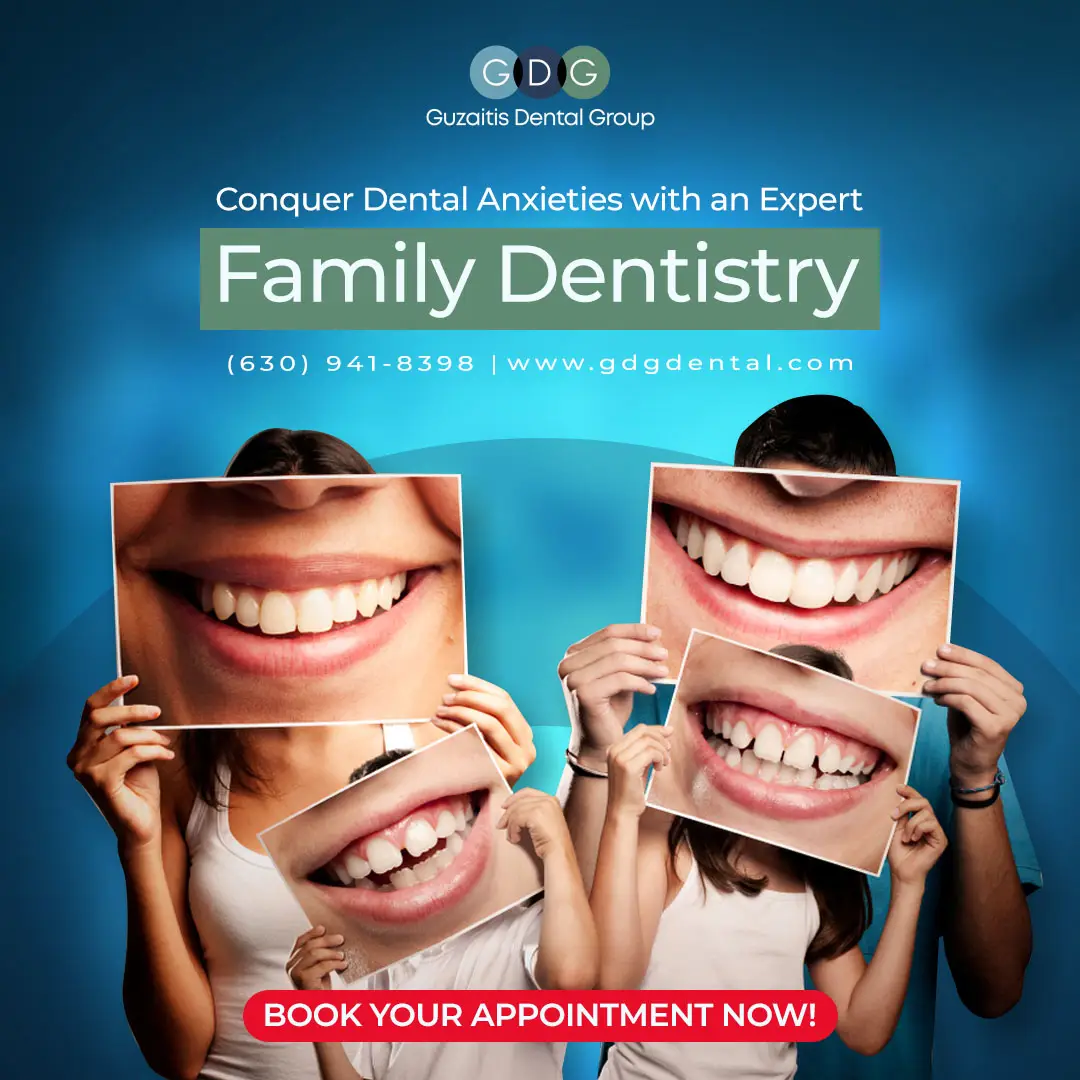 GDG
Guzaitis Dental Group
Conquer Dental Anxieties with an Expert
Family Dentistry
(630) 941-8398 | www.gdgdental.com
BOOK YOUR APPOINTMENT NOW!